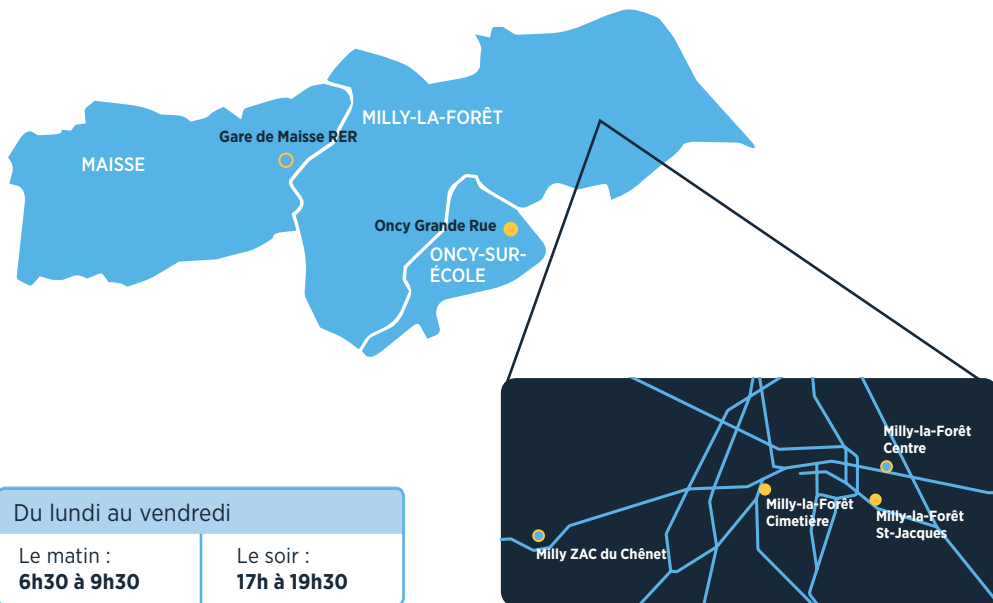 MILLY-LA-FORÊT
Gare de Maisse RER
MAISSE
Oncy Grande Rue
ONCY-SUR-
ÉCOLE
Milly-la-Forêt
Centre
Milly-la-Forêt
Cimetière
Milly-la-Forêt
St-Jacques
Milly ZAC du Chênet
Du lundi au vendredi
Le matin :
6h30 à 9h30
Le soir :
17h à 19h30